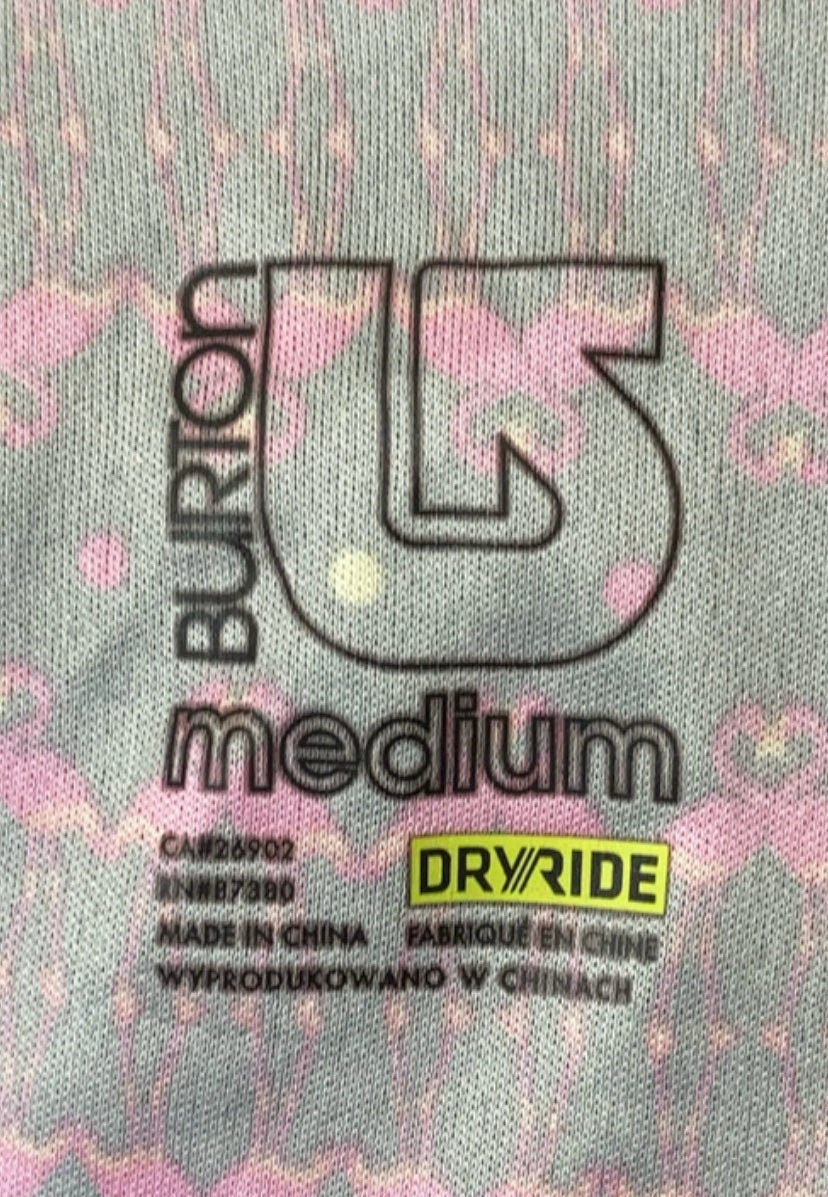 BURTON
medium
CA#26902
RN#87380
DRYRIDE
MADE IN CHINA FABRIQUÉ EN CHINE
WYPRODUKOWANO W CHINACH